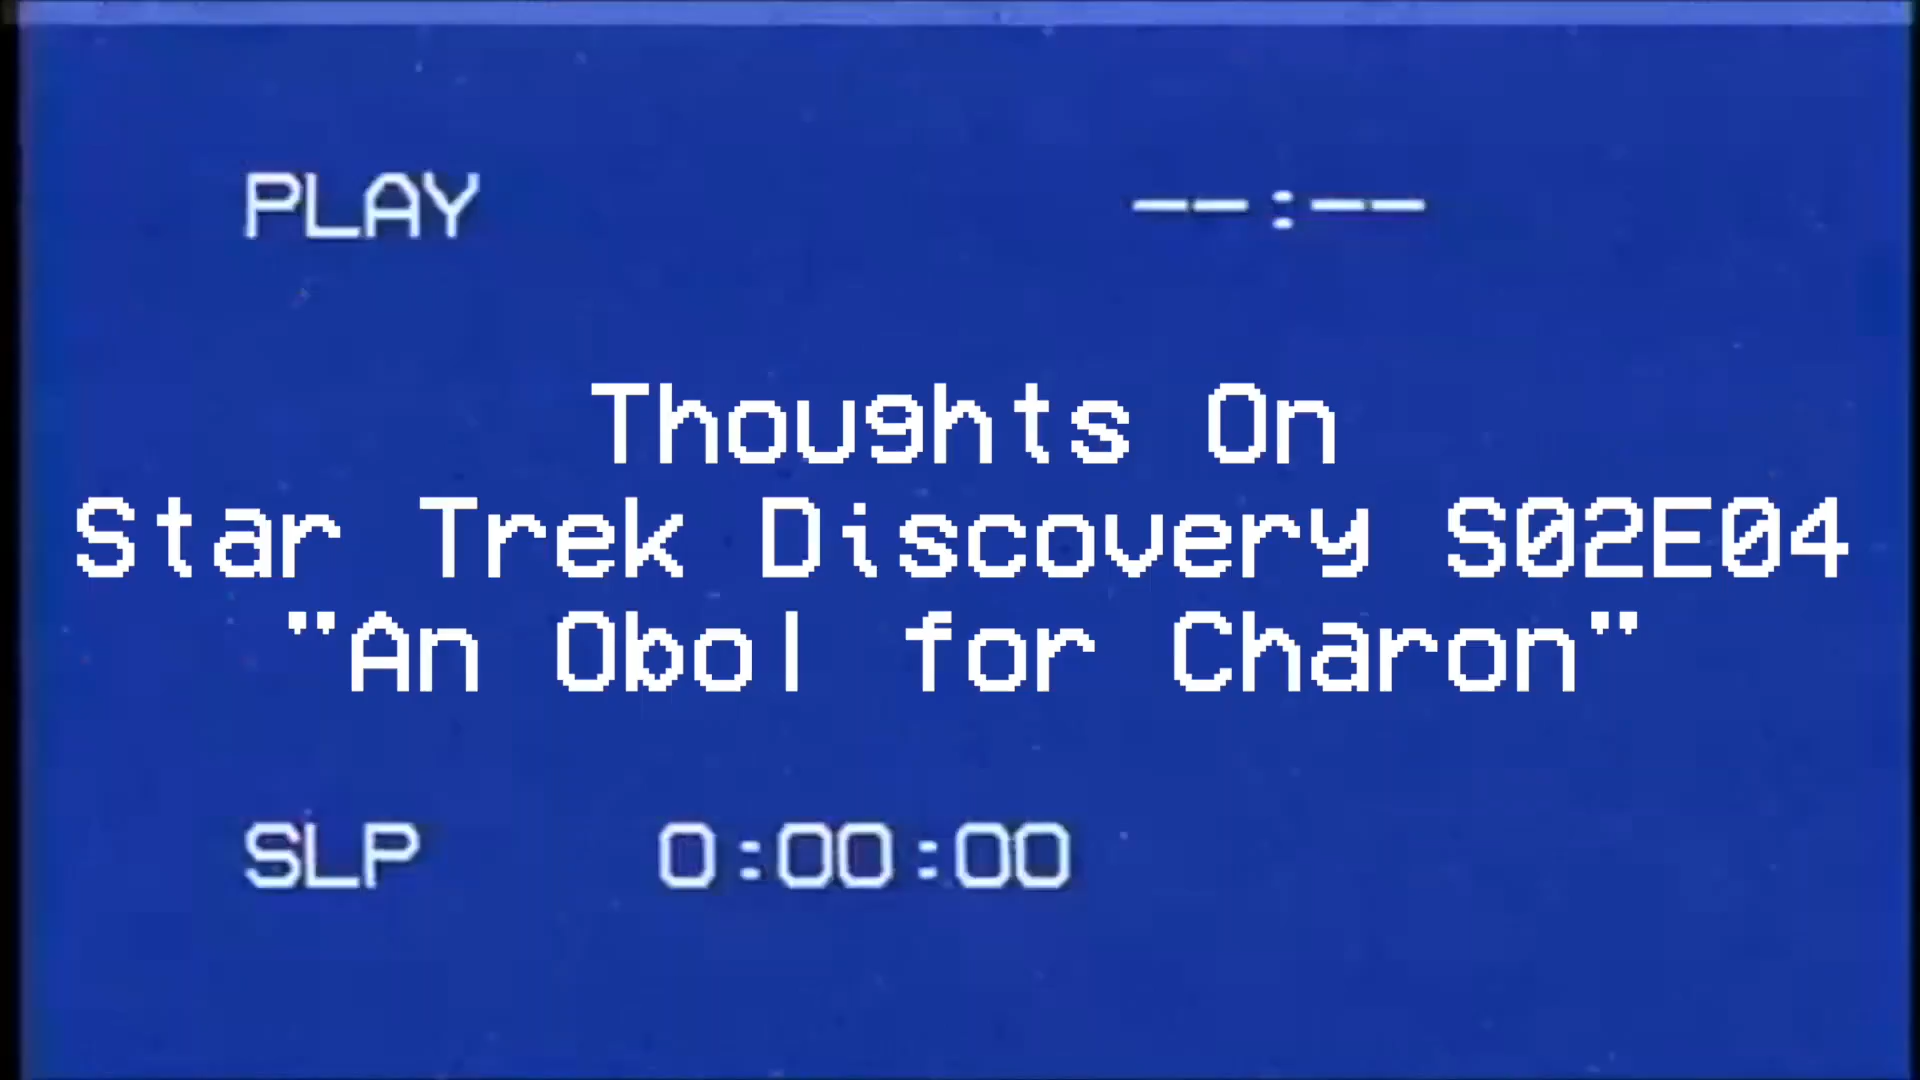 PLAY --:--
Thoughts On
Star Trek Discovery S02E04
"An Obol for Charon"
SLP 0:00:00